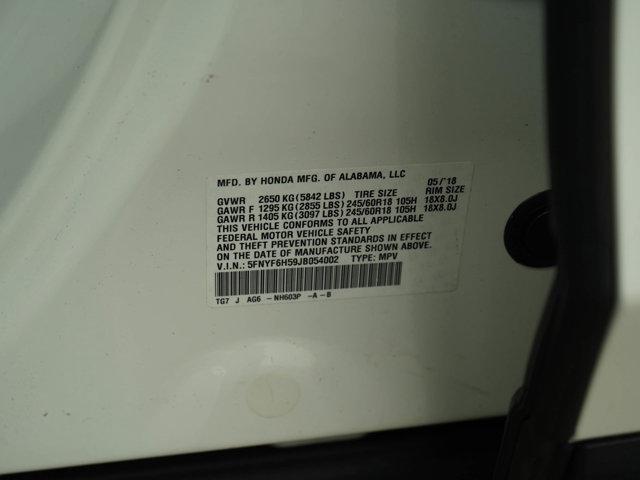 MFD. BY HONDA MFG. OF ALABAMA, LLC 05/'18
GVWR 2650 KG(5842 LBS) TIRE SIZE RIM SIZE
GAWR F 1295 KG(2855 LBS)245/60R18 105H 18X8.0J
GAWR R 1405 KG(3097 LBS)245/60R18 105H 18X8.0J
THIS VEHICLE CONFORMS TO ALL APPLICABLE
FEDERAL MOTOR VEHICLE SAFETY
AND THEFT PREVENTION STANDARDS IN EFFECT
ON THE DATE OF MANUFACTURE SHOWN ABOVE.
V.I.N.: 5FNYF6H59JB054002 TYPE: MPV
TG7 J AG6 -NH603P -A -B